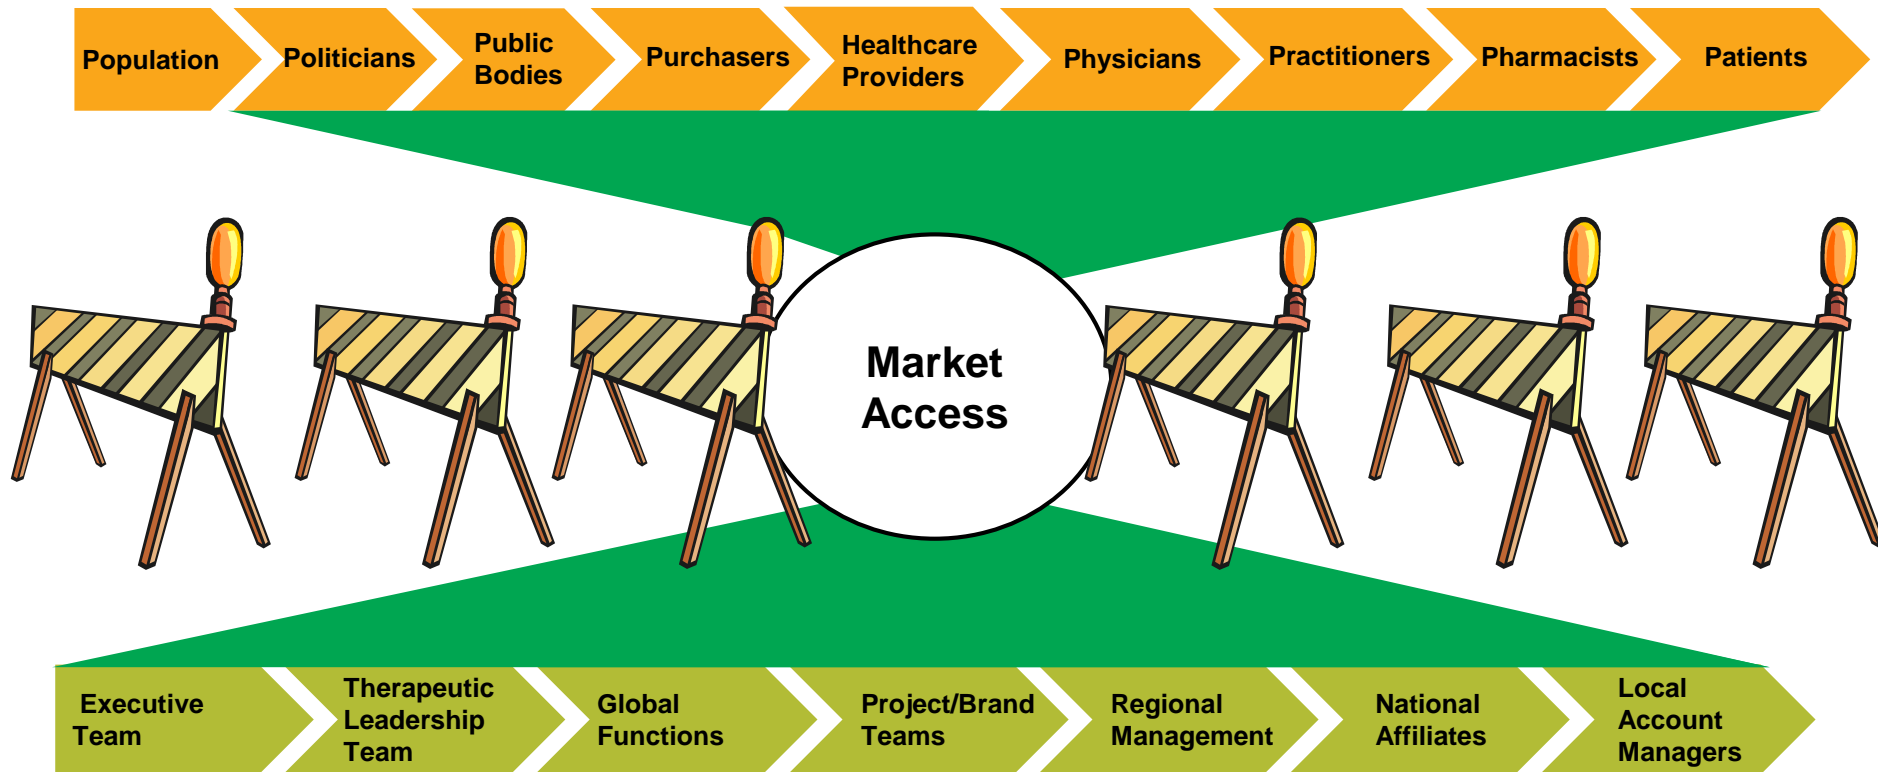 Population
Politicians
Public
Bodies
Purchasers
Healthcare
Providers
Physicians
Practitioners
Pharmacists
Patients
Market
Access
Executive
Team
Therapeutic
Leadership
Team
Global
Functions
Project/Brand
Teams
Regional
Management
National
Affiliates
Local
Account
Managers